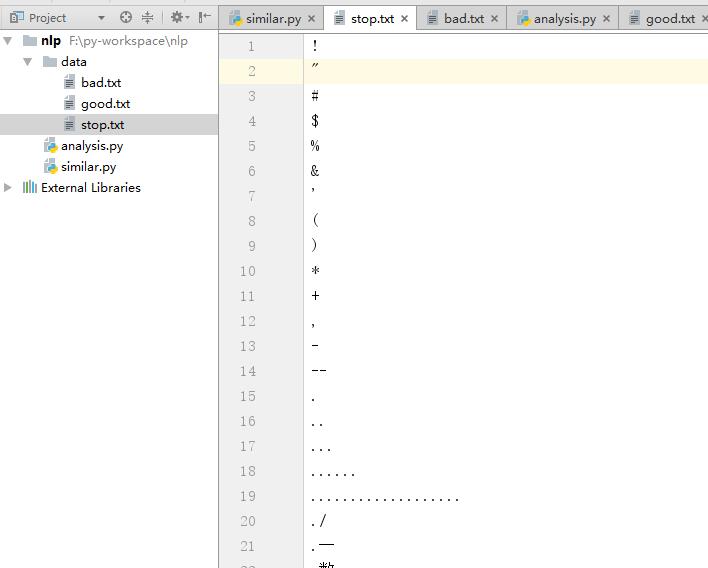 Project
nlp F:\py-workspace\nlp
data
bad.txt
good.txt
stop.txt
analysis.py
similar.py
External Libraries
similar.py × stop.txt × bad.txt × analysis.py × good.txt ×
1 !
2 "
3 #
4 $
5 %
6 &
7 '
8 (
9 )
10 *
11 +
12 ,
13 -
14 --
15 .
16 ..
17 ...
18 ......
19 ...................
20 ./
21 .一